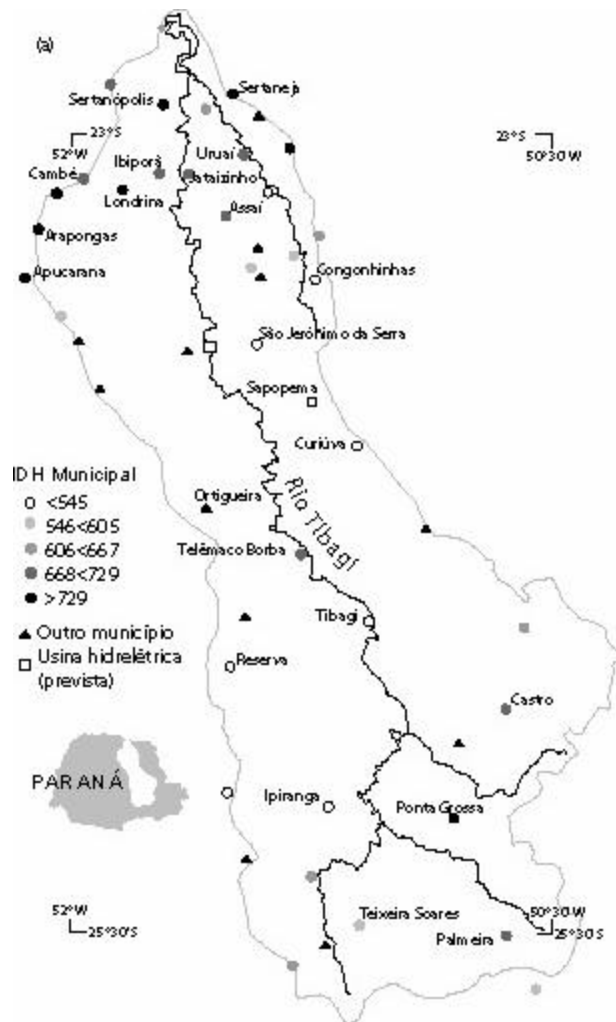 (a)
Sertaneja
Sertanópolis
23°S
52°W
23°S
50°30'W
Uruaí
Ibiporã
Jataizinho
Cambé
Londrina
Assaí
Arapongas
Congonhinhas
Apucarana
São Jerônimo da Serra
Sapopema
Curiúva
IDH Municipal
<545
546<605
606<667
668<729
>729
Outro município
Usina hidrelétrica
(prevista)
Ortigueira
Rio Tibagi
Telêmaco Borba
Tibagi
Reserva
Castro
PARANÁ
Ipiranga
Ponta Grossa
52°W
25°30'S
Teixeira Soares
Palmeira
50°30'W
25°30'S